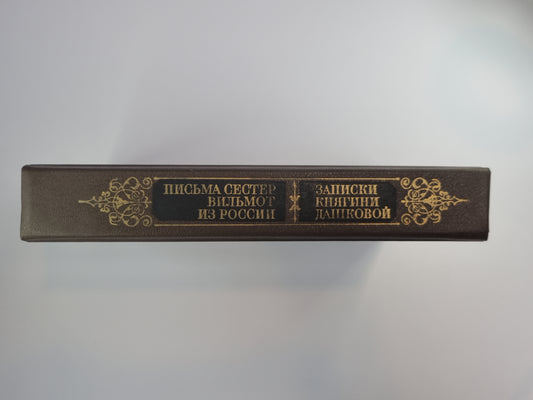 ПИСЬМА СЕСТЕР
ВИЛЬМОТ
ИЗ РОССИИ
ЗАПИСКИ
КНЯГИНИ
ДАШКОВОЙ